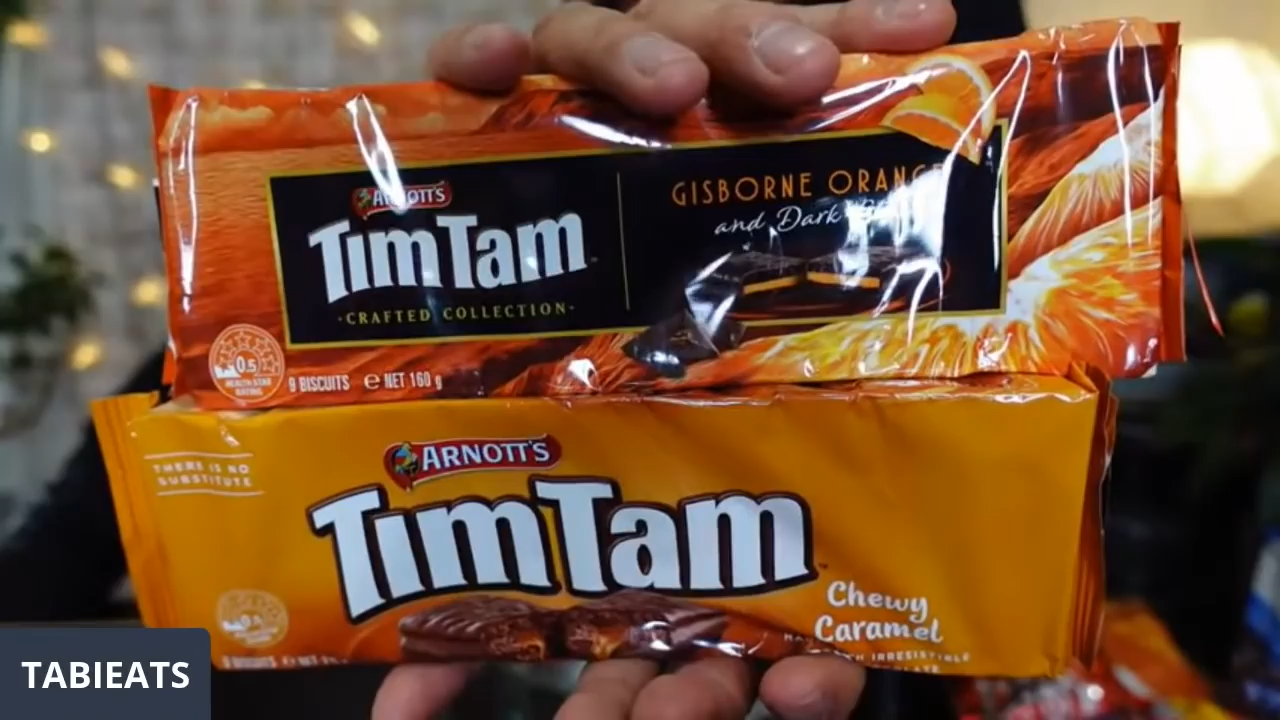 ARNOTT'S
TimTam
·CRAFTED COLLECTION·
GISBORNE ORANGE
and Dark
0.5
HEALTH STAR
RATING
9 BISCUITS e NET 160 g
THERE IS NO
SUBSTITUTE
ARNOTT'S
TimTam
Chewy
Caramel
IRRESISTIBLE
TABIEATS